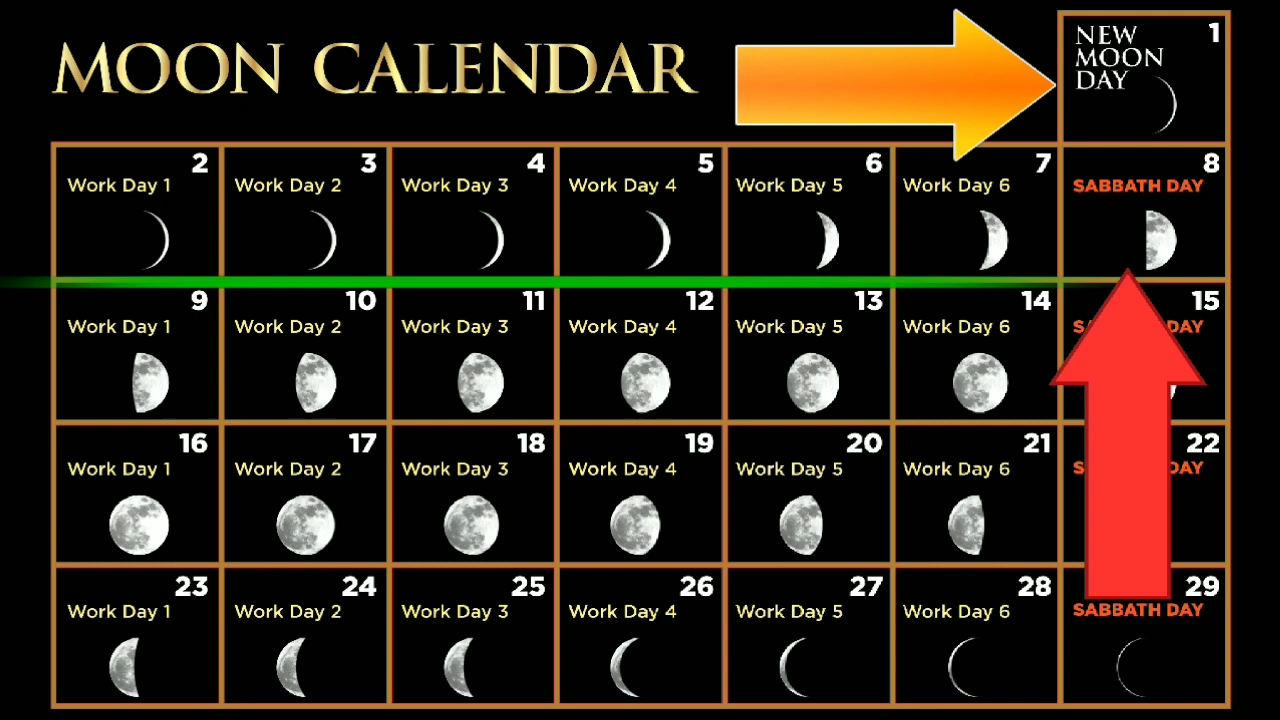 MOON CALENDAR
NEW MOON DAY 1
2 3 4 5 6 7 8
Work Day 1 Work Day 2 Work Day 3 Work Day 4 Work Day 5 Work Day 6 SABBATH DAY
9 10 11 12 13 14 15
Work Day 1 Work Day 2 Work Day 3 Work Day 4 Work Day 5 Work Day 6 DAY
16 17 18 19 20 21 22
Work Day 1 Work Day 2 Work Day 3 Work Day 4 Work Day 5 Work Day 6 DAY
23 24 25 26 27 28 29
Work Day 1 Work Day 2 Work Day 3 Work Day 4 Work Day 5 Work Day 6 SABBATH DAY